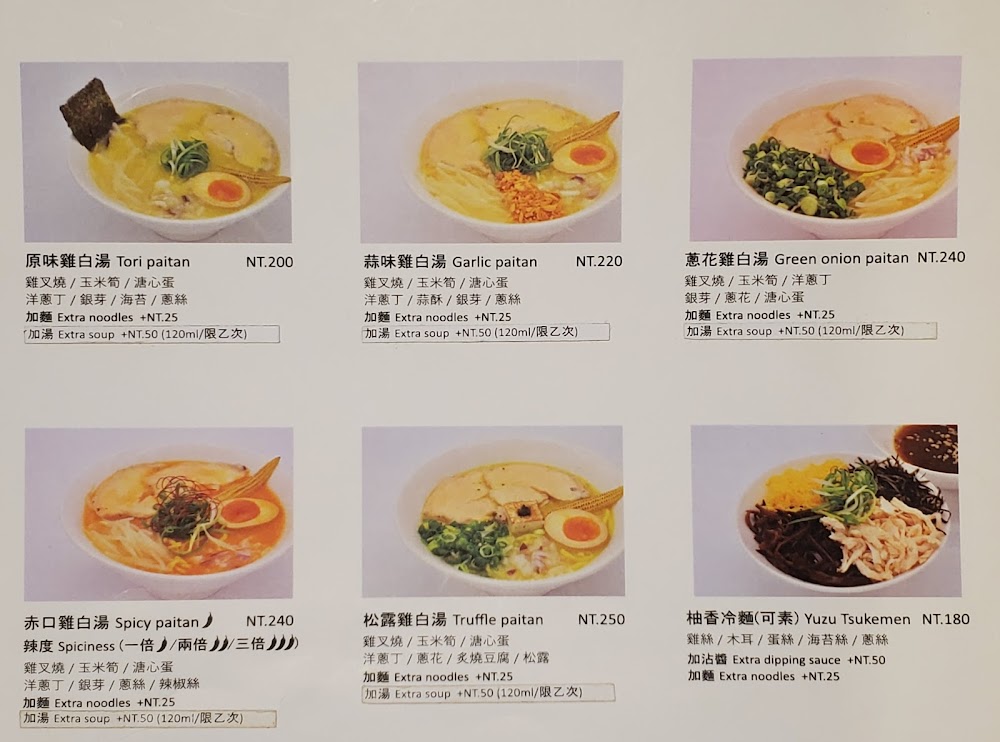 原味雞白湯 Tori paitan NT.200
雞叉燒 / 玉米筍 / 溏心蛋
洋蔥丁 / 銀芽 / 海苔 / 蔥絲
加麵 Extra noodles +NT.25
加湯 Extra soup +NT.50 (120ml/限乙次)
蒜味雞白湯 Garlic paitan NT.220
雞叉燒 / 玉米筍 / 溏心蛋
洋蔥丁 / 蒜酥 / 銀芽 / 蔥絲
加麵 Extra noodles +NT.25
加湯 Extra soup +NT.50 (120ml/限乙次)
蔥花雞白湯 Green onion paitan NT.240
雞叉燒 / 玉米筍 / 洋蔥丁
銀芽 / 蔥花 / 溏心蛋
加麵 Extra noodles +NT.25
加湯 Extra soup +NT.50 (120ml/限乙次)
赤口雞白湯 Spicy paitan NT.240
辣度 Spiciness (一倍 / 兩倍 / 三倍)
雞叉燒 / 玉米筍 / 溏心蛋
洋蔥丁 / 銀芽 / 蔥絲 / 辣椒絲
加麵 Extra noodles +NT.25
加湯 Extra soup +NT.50 (120ml/限乙次)
松露雞白湯 Truffle paitan NT.250
雞叉燒 / 玉米筍 / 溏心蛋
洋蔥丁 / 蔥花 / 炙燒豆腐 / 松露
加麵 Extra noodles +NT.25
加湯 Extra soup +NT.50 (120ml/限乙次)
柚香冷麵(可素) Yuzu Tsukemen NT.180
雞絲 / 木耳 / 蛋絲 / 海苔絲 / 蔥絲
加沾醬 Extra dipping sauce +NT.50
加麵 Extra noodles +NT.25